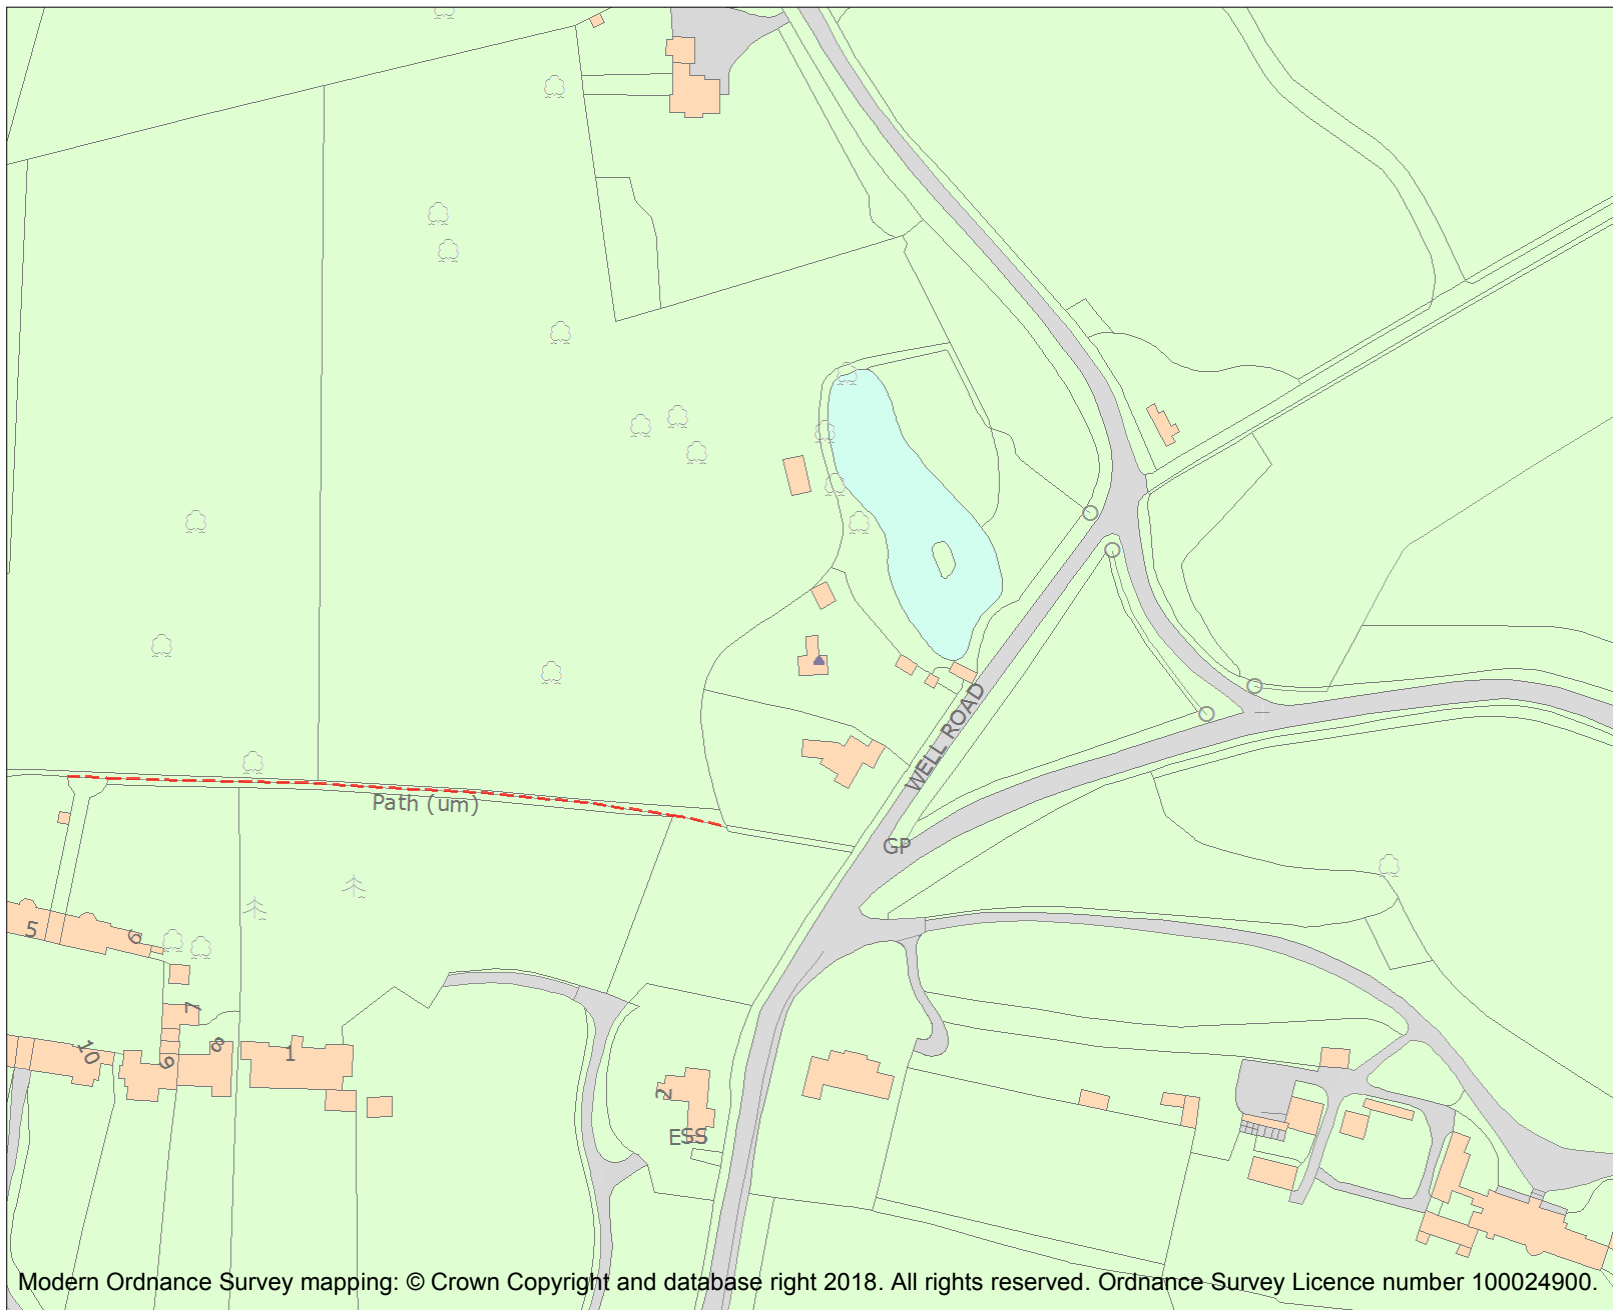 WELL ROAD
Path (um)
GP
5
6
7
8
9
10
1
2
ESS
Modern Ordnance Survey mapping: © Crown Copyright and database right 2018. All rights reserved. Ordnance Survey Licence number 100024900.